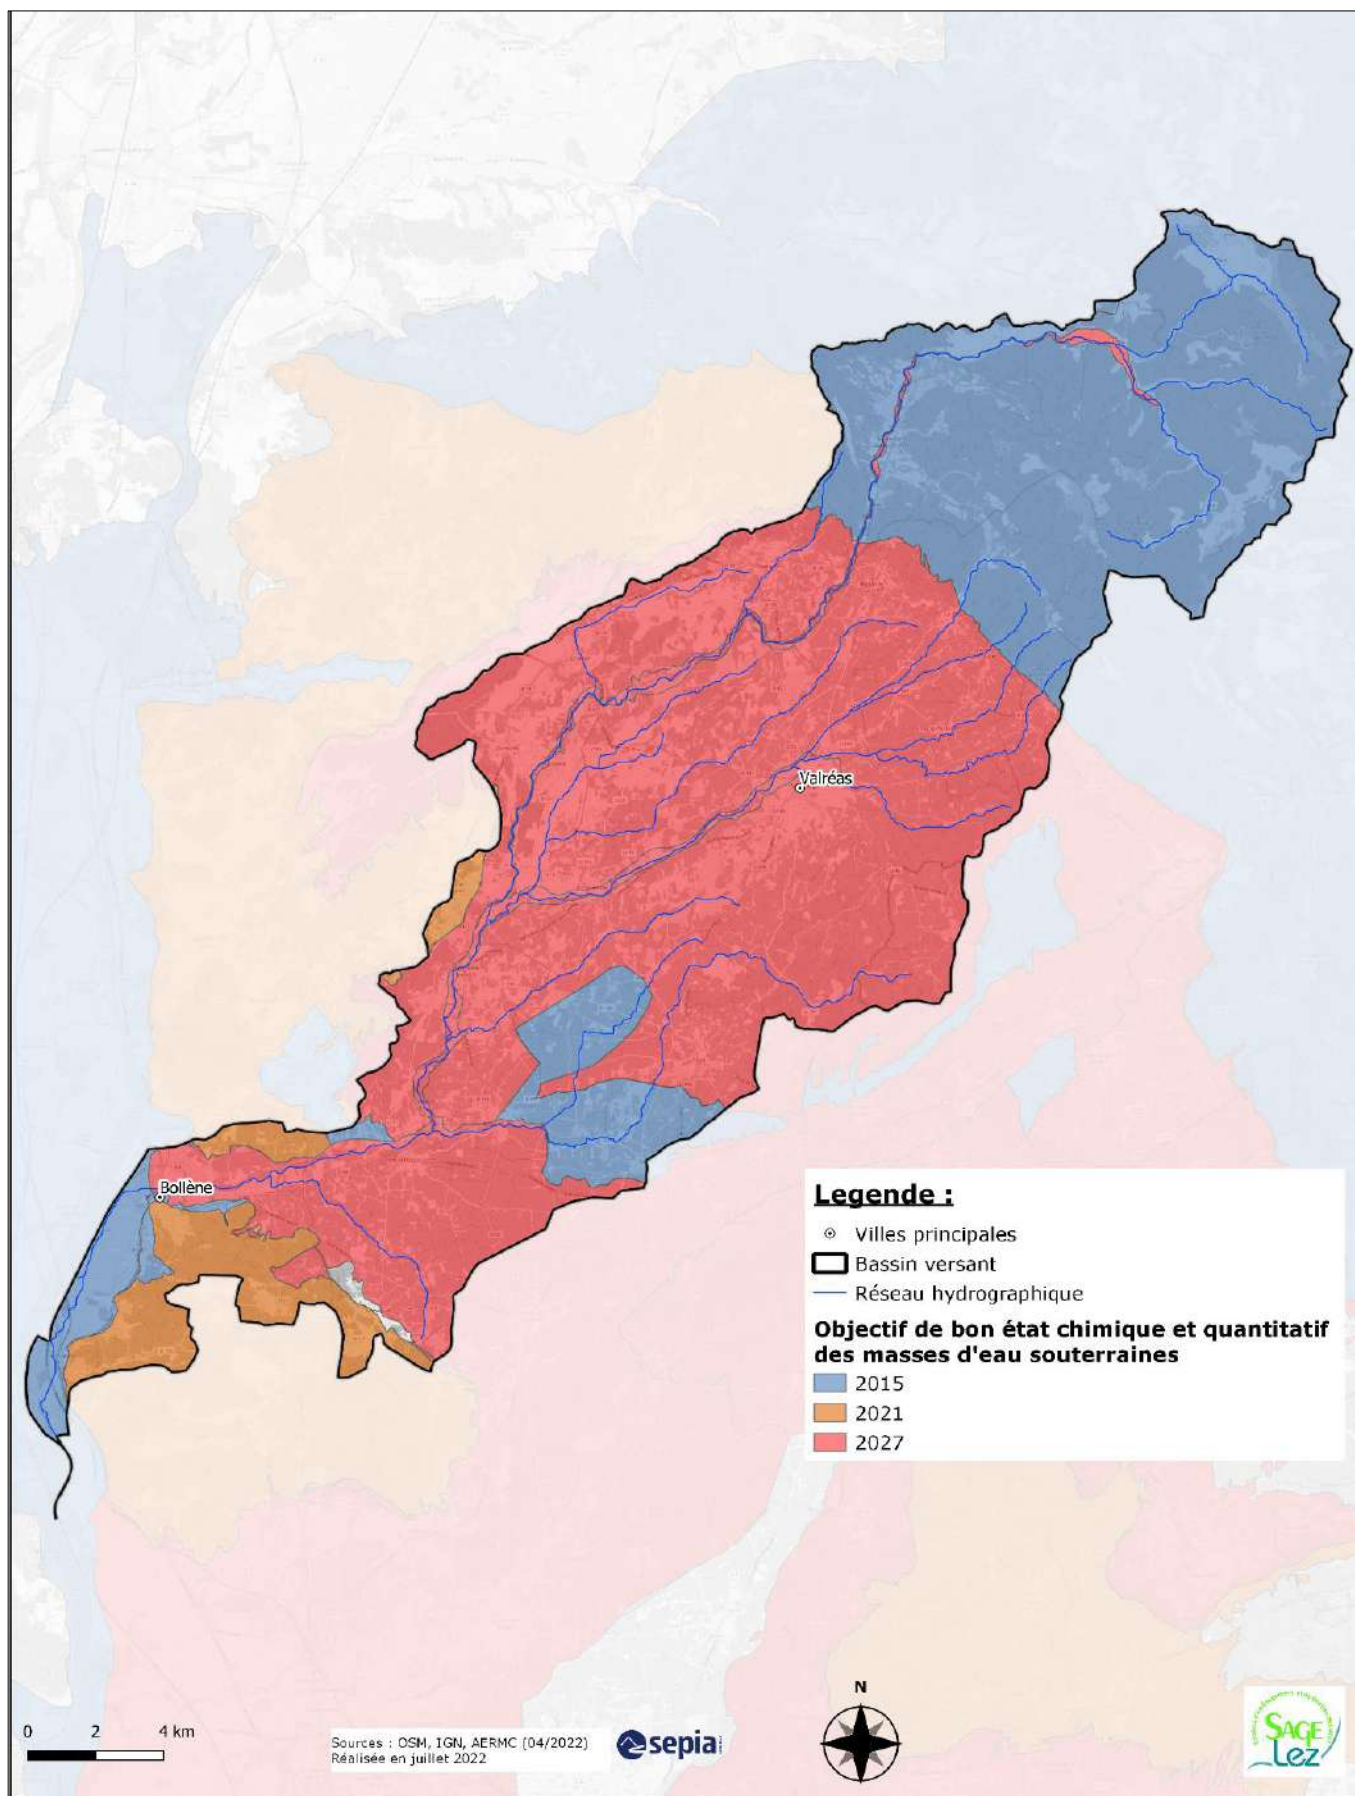 Valréas
Bollène
Legende :
Villes principales
Bassin versant
Réseau hydrographique
Objectif de bon état chimique et quantitatif
des masses d'eau souterraines
2015
2021
2027
N
0 2 4 km
Sources : OSM, IGN, AERMC (04/2022)
Réalisée en juillet 2022
sepia
SAGE
Lez